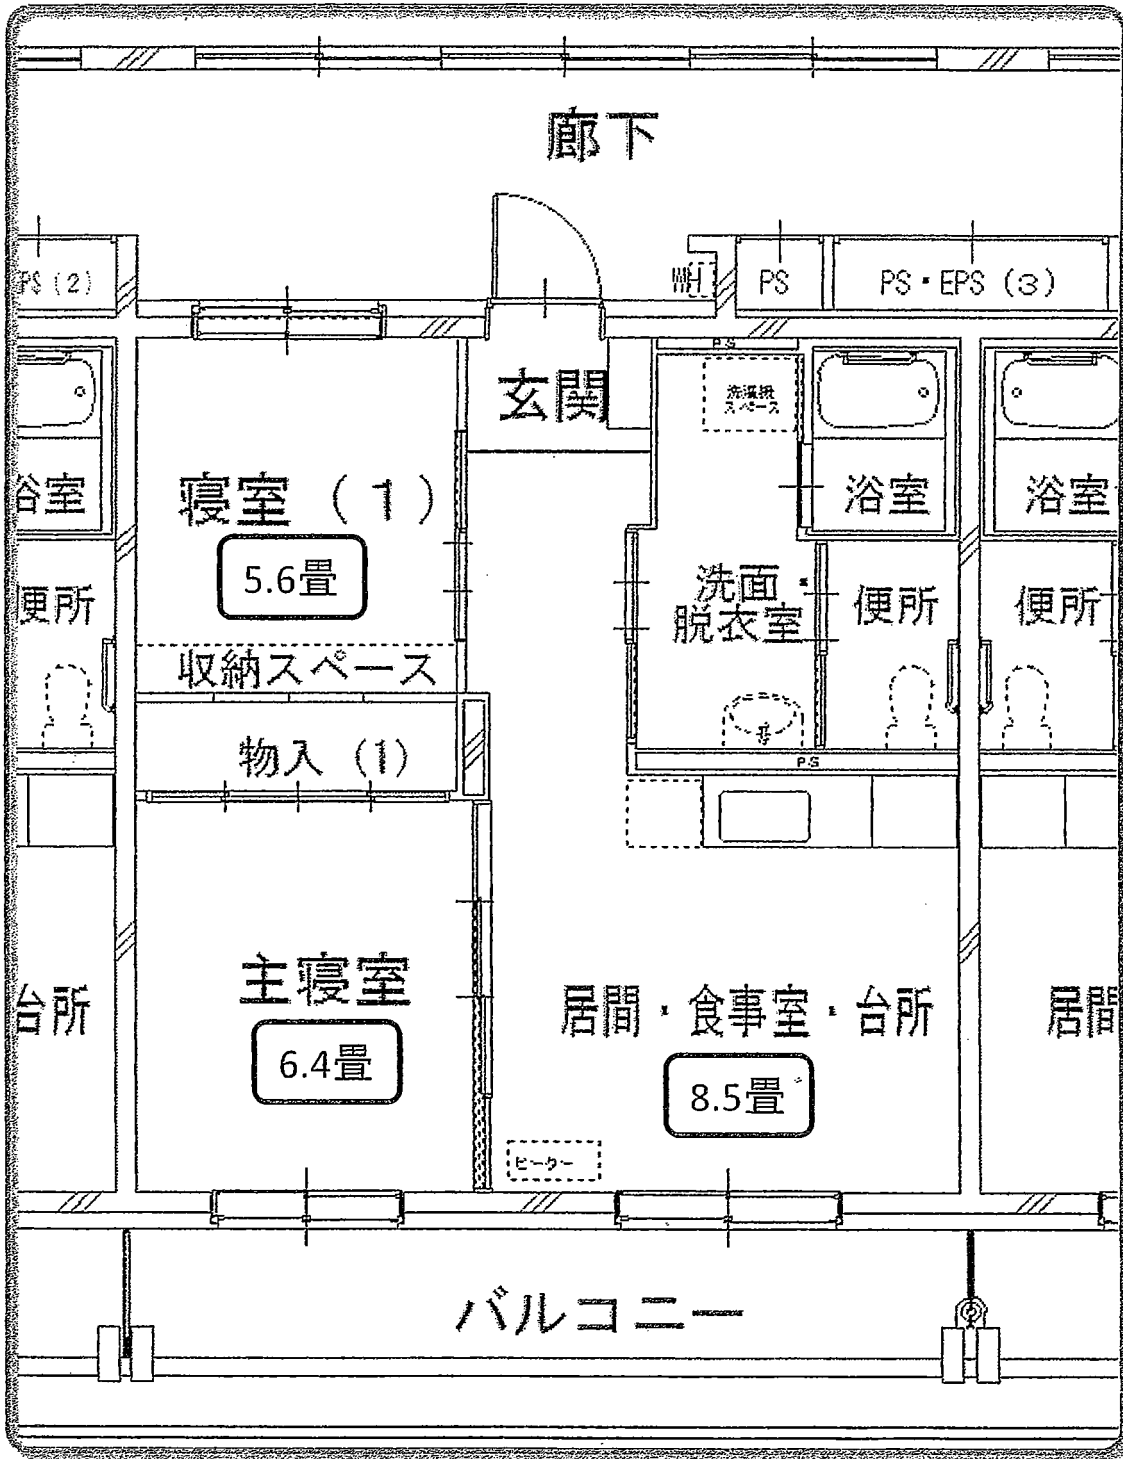 廊下
PS(2)
WH
PS
PS・EPS(3)
PS
玄関
洗濯機
スペース
浴室
浴室
浴室
寝室(1)
5.6畳
洗面・
脱衣室
便所
便所
便所
収納スペース
物入(1)
PS
主寝室
6.4畳
台所
居間・食事室・台所
8.5畳
居間
ヒーター
バルコニー